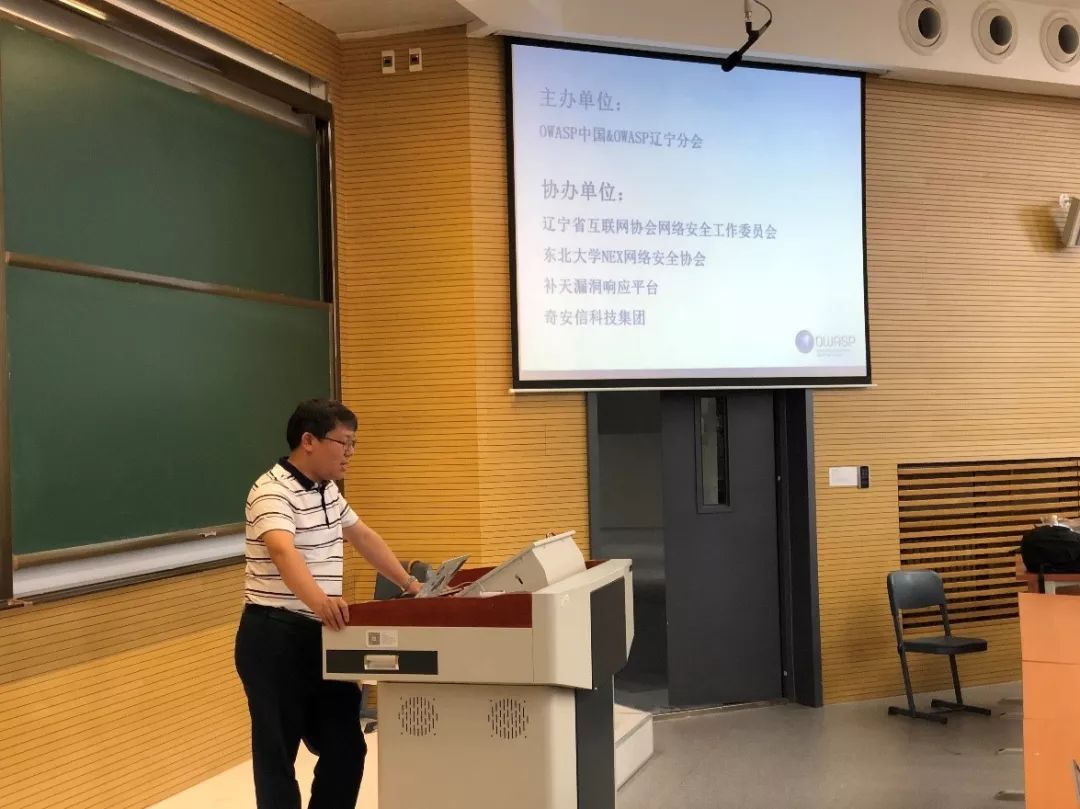 主办单位：
OWASP中国&OWASP辽宁分会
协办单位：
辽宁省互联网协会网络安全工作委员会
东北大学NEX网络安全协会
补天漏洞响应平台
奇安信科技集团
OWASP